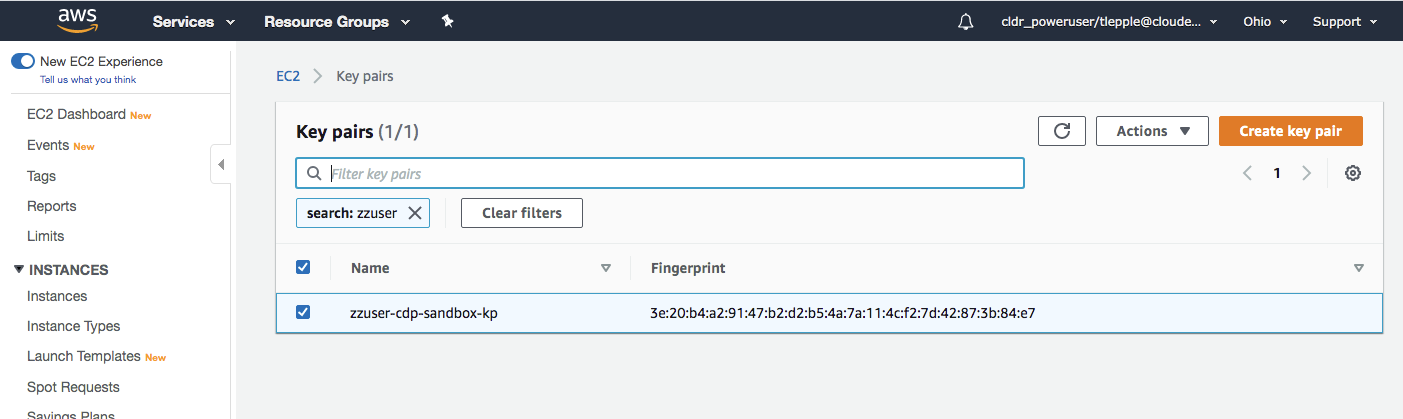 aws Services Resource Groups cldr_poweruser/tlepple@cloude... Ohio Support
New EC2 Experience
Tell us what you think
EC2 Dashboard New
Events New
Tags
Reports
Limits
INSTANCES
Instances
Instance Types
Launch Templates New
Spot Requests
Savings Plans
EC2 Key pairs
Key pairs (1/1) Actions Create key pair
Filter key pairs 1
search: zzuser Clear filters
Name Fingerprint
zzuser-cdp-sandbox-kp 3e:20:b4:a2:91:47:b2:d2:b5:4a:7a:11:4c:f2:7d:42:87:3b:84:e7